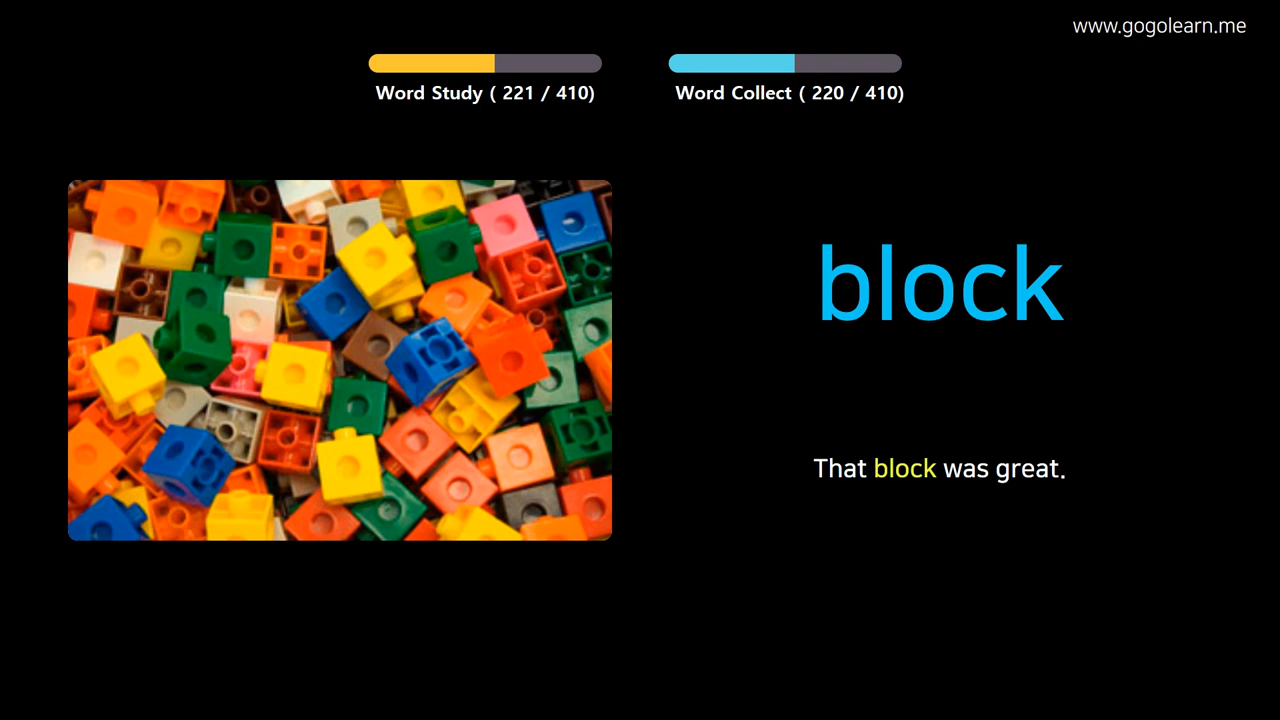 www.gogolearn.me
Word Study ( 221 / 410)
Word Collect ( 220 / 410)
block
That block was great.